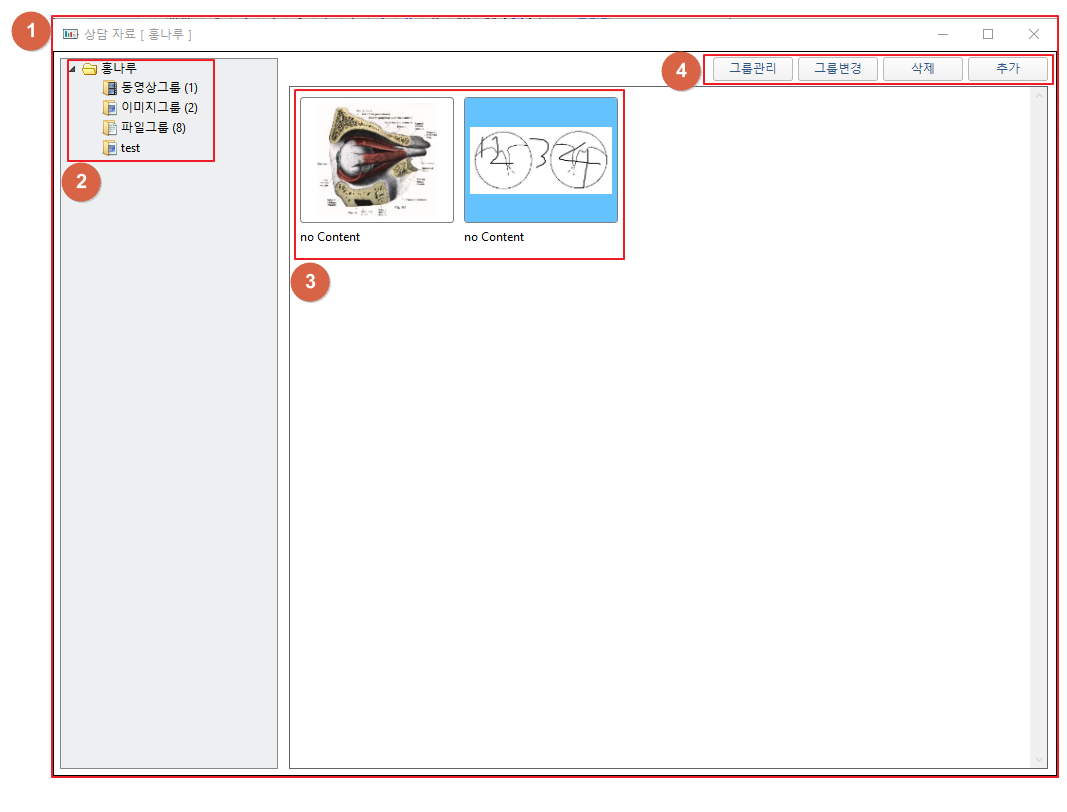 1
상담 자료 [ 홍나루 ]
홍나루
동영상그룹 (1)
이미지그룹 (2)
파일그룹 (8)
test
2
4
그룹관리 그룹변경 삭제 추가
no Content no Content
3